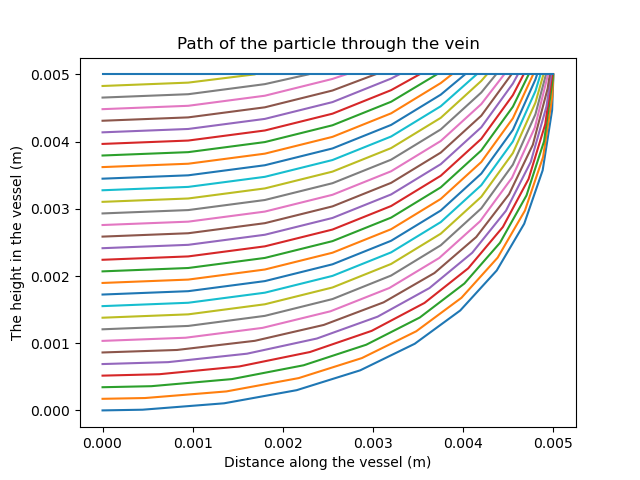 Path of the particle through the vein
0.005
0.004
0.003
0.002
0.001
0.000
The height in the vessel (m)
0.000 0.001 0.002 0.003 0.004 0.005
Distance along the vessel (m)